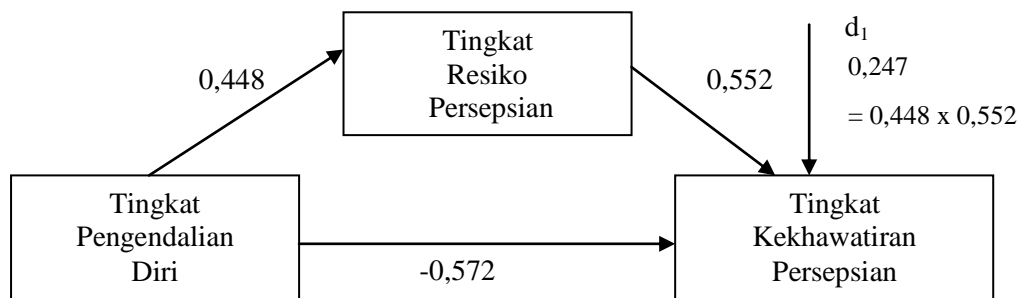 Tingkat
Resiko
Persepsian
0,448
0,552
d1
0,247
= 0,448 x 0,552
Tingkat
Pengendalian
Diri
-0,572
Tingkat
Kekhawatiran
Persepsian